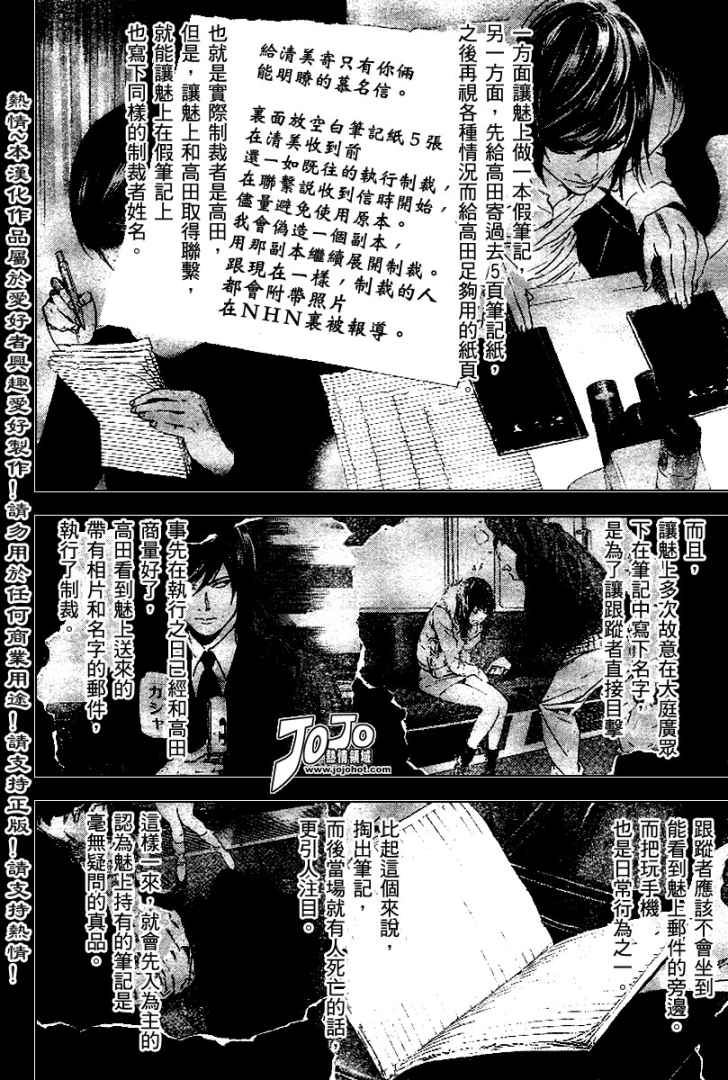 一方面讓魅上做一本假筆記,
另一方面,先給高田寄過去5頁筆記紙,
之後再視各種情況而給高田足夠用的紙頁
給清美寄只有你倆
能明瞭的慕名信。
裏面放空白筆記紙5張
在清美收到前
還一如既往的執行制裁,
在聯繫說收到信時開始,
儘量避免使用原本。
我會偽造一個副本,
用那副本繼續展開制裁。
跟現在一樣,制裁的人
都會附帶照片
在NHN裏被報導。
也就是實際制裁者是高田,
但是,讓魅上和高田取得聯繫,
就能讓魅上在假筆記上
也寫下同樣的制裁者姓名。
而且,
讓魅上多次故意在大庭廣眾
下在筆記中寫下名字,
是為了讓跟蹤者直接目擊
事先在執行之日已經和高田
商量好了,
高田看到魅上送來的
帶有相片和名字的郵件,
執行了制裁。
ガシャ
JOJO
熱情領域
www.jojohot.com
跟蹤者應該不會坐到
能看到魅上郵件的旁邊。
而把玩手機
也是日常行為之一。
比起這個來說,
掏出筆記,
而後當場就有人死亡的話,
更引人注目。
這樣一來,就會先入為主的
認為魅上持有的筆記是
毫無疑問的真品。
熱情~本漢化作品屬於愛好者興趣愛好製作!請勿用於任何商業用途!請支持正版!請支持熱情!